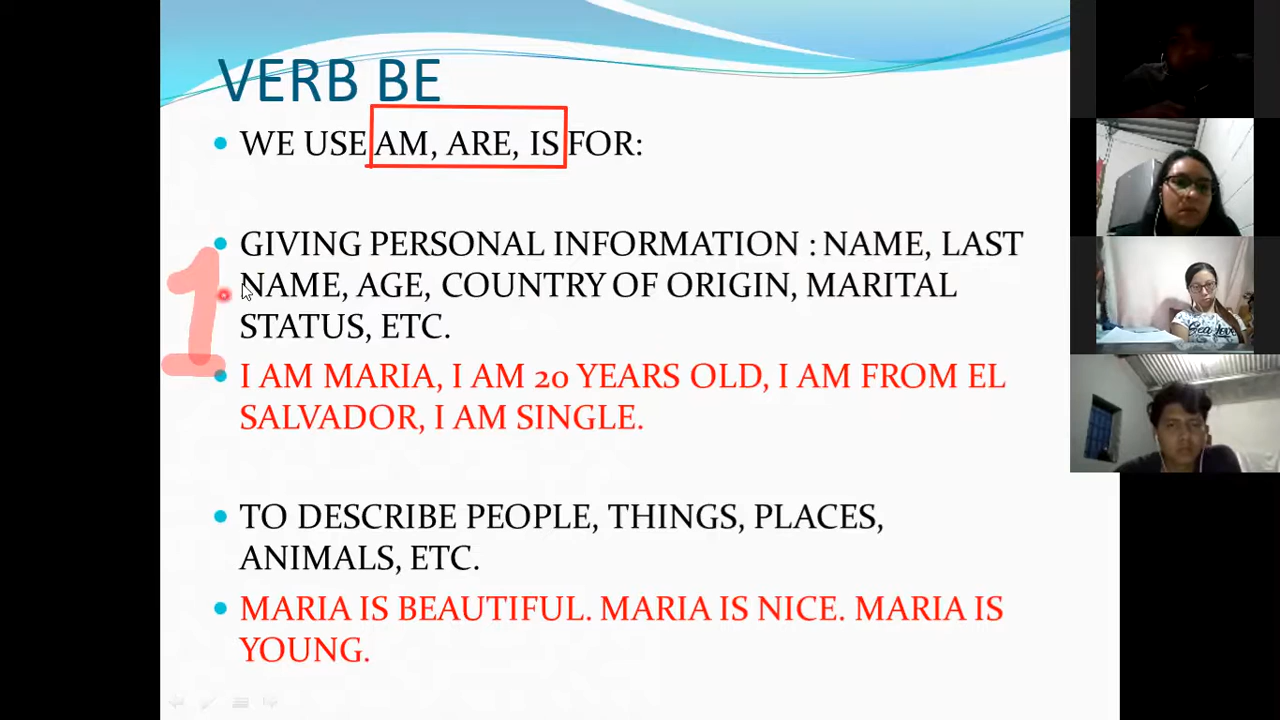 VERB BE
WE USE AM, ARE, IS FOR:
1
GIVING PERSONAL INFORMATION : NAME, LAST
NAME, AGE, COUNTRY OF ORIGIN, MARITAL
STATUS, ETC.
I AM MARIA, I AM 20 YEARS OLD, I AM FROM EL
SALVADOR, I AM SINGLE.
TO DESCRIBE PEOPLE, THINGS, PLACES,
ANIMALS, ETC.
MARIA IS BEAUTIFUL. MARIA IS NICE. MARIA IS
YOUNG.